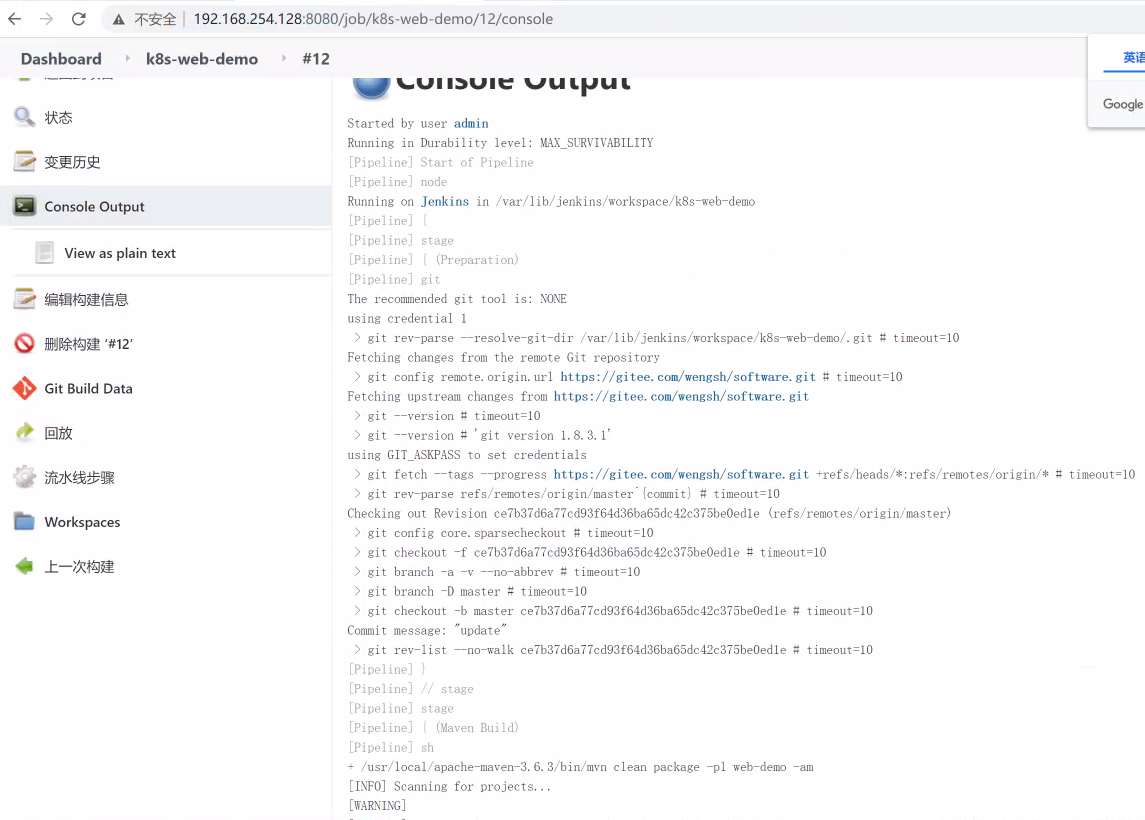 不安全 192.168.254.128:8080/job/k8s-web-demo/12/console
Dashboard k8s-web-demo #12
英语
Google
状态
变更历史
Console Output
View as plain text
编辑构建信息
删除构建 ‘#12’
Git Build Data
回放
流水线步骤
Workspaces
上一次构建
Console Output
Started by user admin
Running in Durability level: MAX_SURVIVABILITY
[Pipeline] Start of Pipeline
[Pipeline] node
Running on Jenkins in /var/lib/jenkins/workspace/k8s-web-demo
[Pipeline] {
[Pipeline] stage
[Pipeline] { (Preparation)
[Pipeline] git
The recommended git tool is: NONE
using credential 1
> git rev-parse --resolve-git-dir /var/lib/jenkins/workspace/k8s-web-demo/.git # timeout=10
Fetching changes from the remote Git repository
> git config remote.origin.url https://gitee.com/wengsh/software.git # timeout=10
Fetching upstream changes from https://gitee.com/wengsh/software.git
> git --version # timeout=10
> git --version # 'git version 1.8.3.1'
using GIT_ASKPASS to set credentials
> git fetch --tags --progress https://gitee.com/wengsh/software.git +refs/heads/*:refs/remotes/origin/* # timeout=10
> git rev-parse refs/remotes/origin/master^{commit} # timeout=10
Checking out Revision ce7b37d6a77cd93f64d36ba65dc42c375be0ed1e (refs/remotes/origin/master)
> git config core.sparsecheckout # timeout=10
> git checkout -f ce7b37d6a77cd93f64d36ba65dc42c375be0ed1e # timeout=10
> git branch -a -v --no-abbrev # timeout=10
> git branch -D master # timeout=10
> git checkout -b master ce7b37d6a77cd93f64d36ba65dc42c375be0ed1e # timeout=10
Commit message: "update"
> git rev-list --no-walk ce7b37d6a77cd93f64d36ba65dc42c375be0ed1e # timeout=10
[Pipeline] }
[Pipeline] // stage
[Pipeline] stage
[Pipeline] { (Maven Build)
[Pipeline] sh
+ /usr/local/apache-maven-3.6.3/bin/mvn clean package -pl web-demo -am
[INFO] Scanning for projects...
[WARNING]